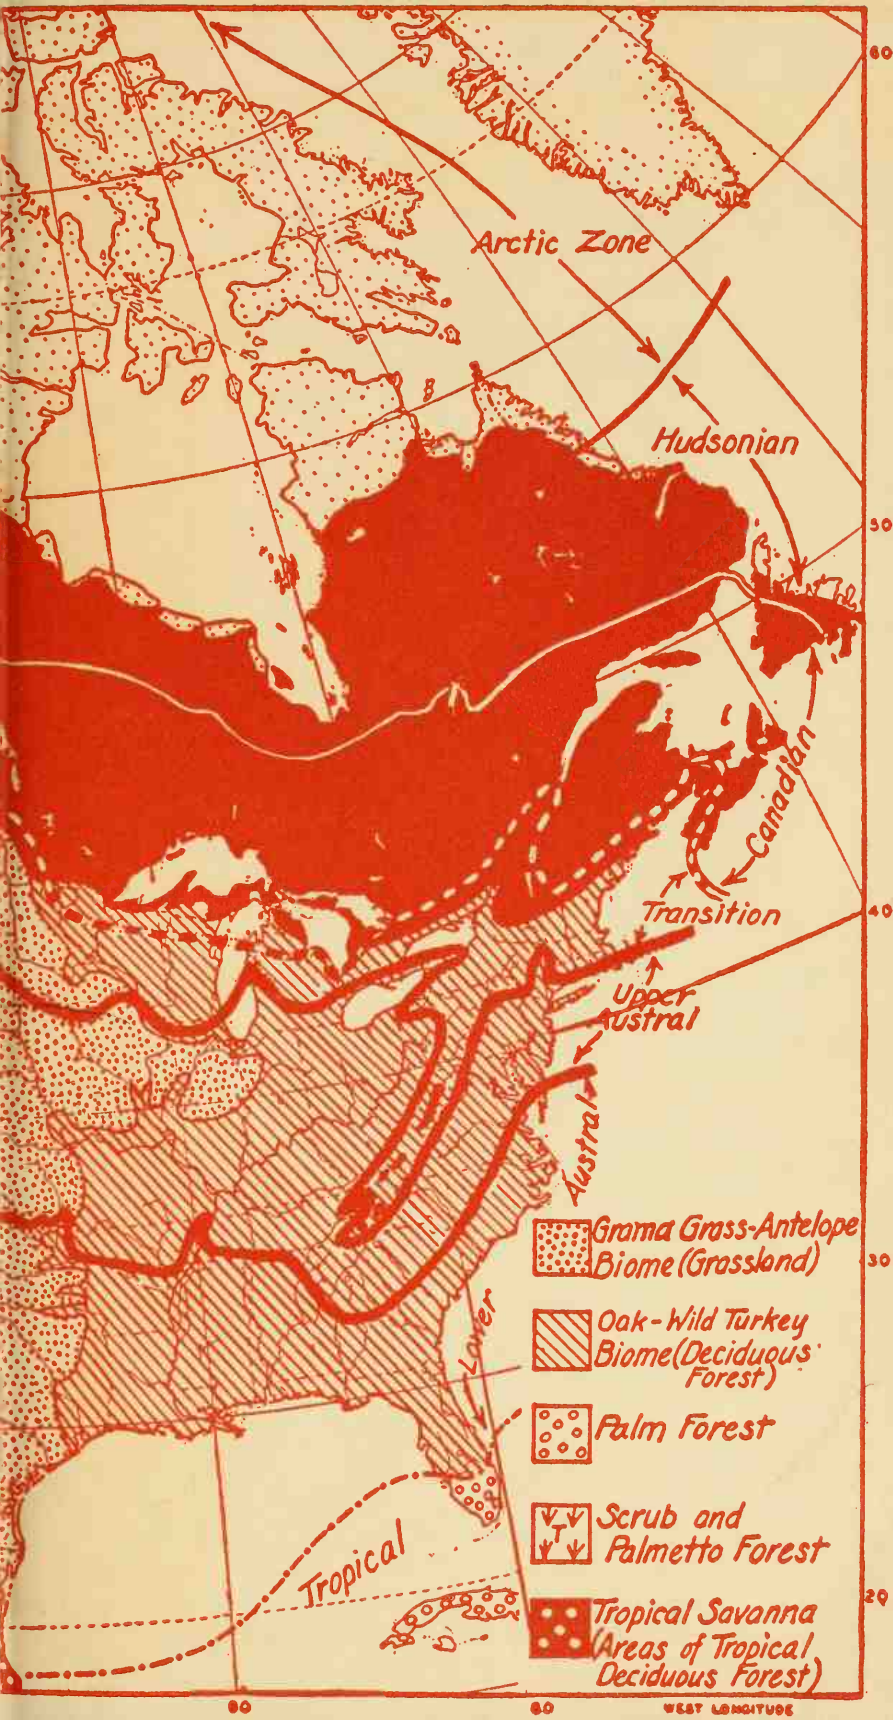 60
Arctic Zone
Hudsonian
50
Canadian
Transition
40
Upper
Austral
Austral
Lower
Grama Grass-Antelope
Biome (Grassland)
30
Oak-Wild Turkey
Biome (Deciduous
Forest)
Palm Forest
Scrub and
Palmetto Forest
T
Tropical
20
Tropical Savanna
(Areas of Tropical
Deciduous Forest)
90
80
WEST LONGITUDE